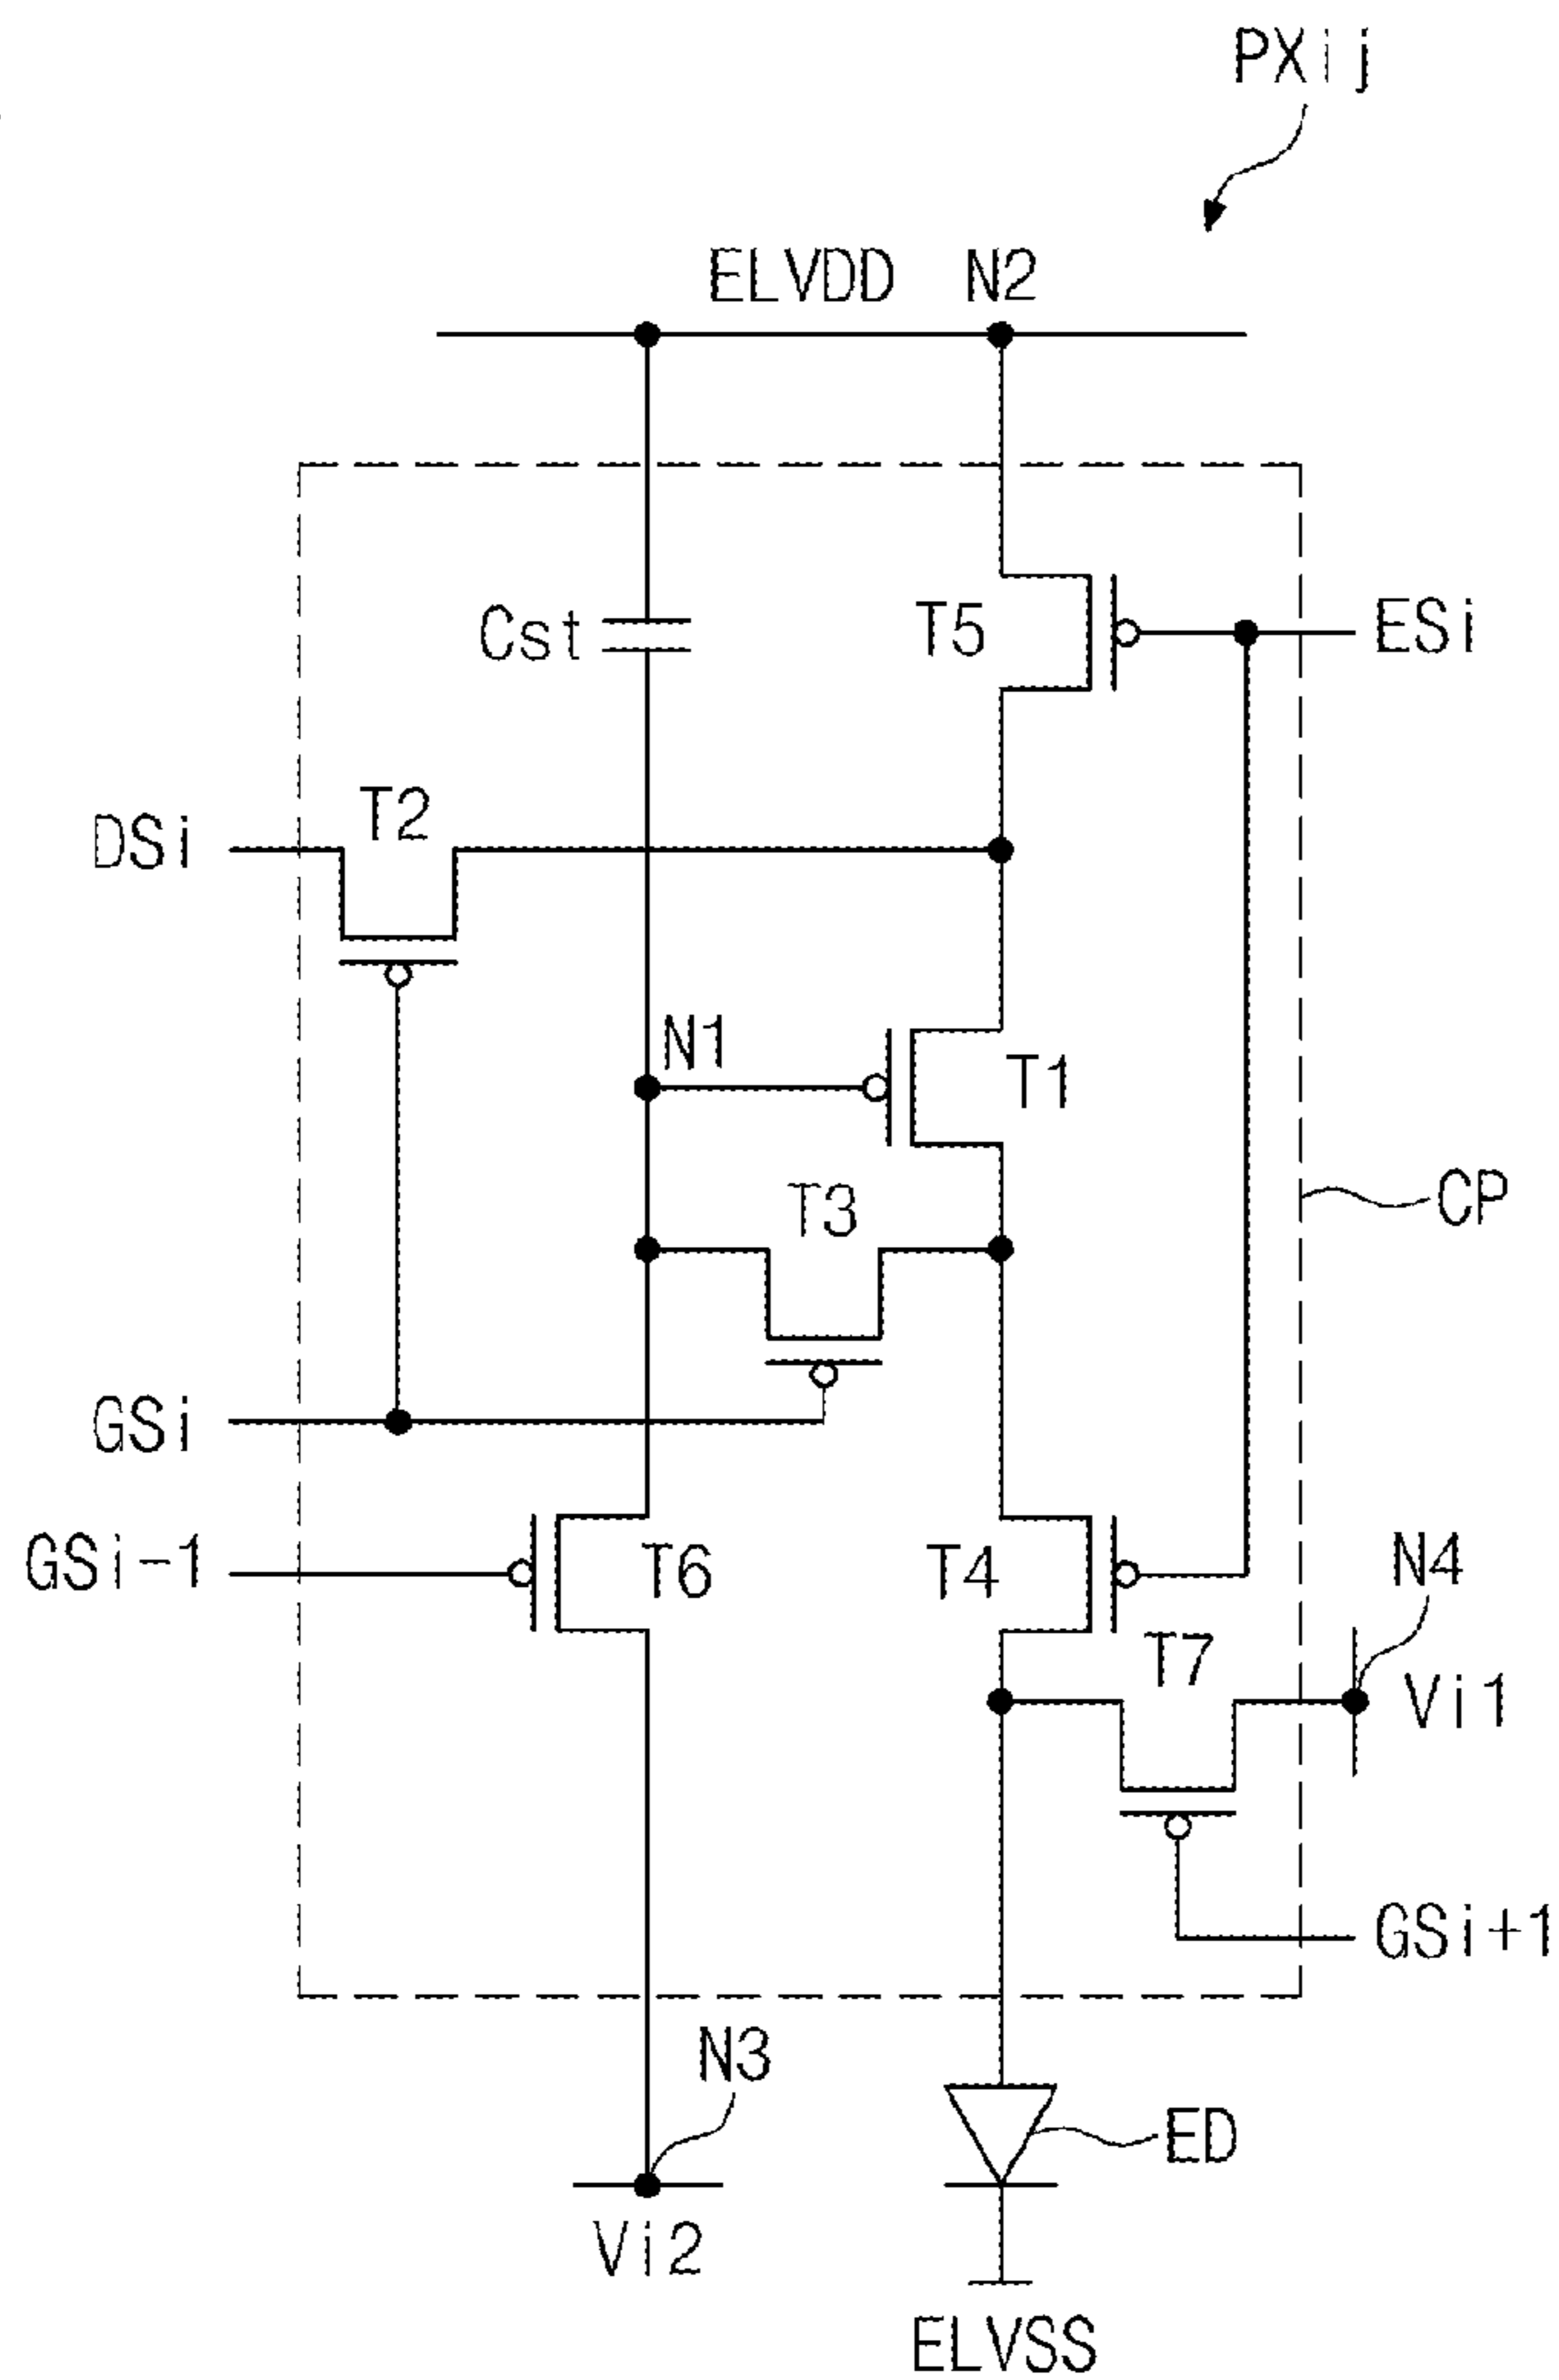 PXij
ELVDD N2
Cst
T5
ESi
T2
DSi
N1
T1
T3
CP
GSi
GSi-1
T6
T4
N4
T7
Vi1
GSi+1
N3
ED
Vi2
ELVSS